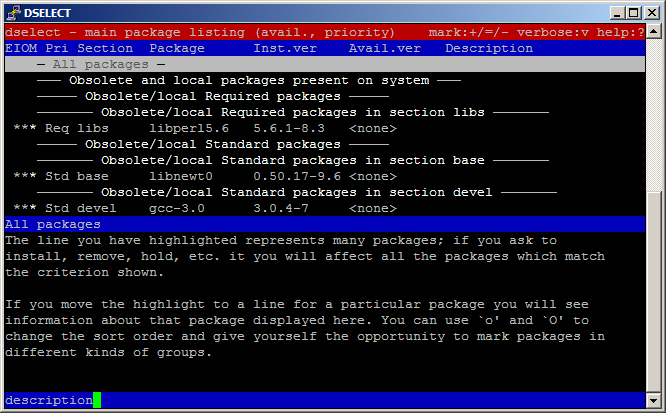 DSELECT
dselect - main package listing (avail., priority)    mark:+/=/- verbose:v help:?
EIOM Pri Section  Package      Inst.ver    Avail.ver   Description
─ All packages ─
─── Obsolete and local packages present on system ───
───── Obsolete/local Required packages ─────
─────── Obsolete/local Required packages in section libs ───────
*** Req libs     libperl5.6   5.6.1-8.3   <none>
───── Obsolete/local Standard packages ─────
─────── Obsolete/local Standard packages in section base ───────
*** Std base     libnewt0     0.50.17-9.6 <none>
─────── Obsolete/local Standard packages in section devel ───────
*** Std devel    gcc-3.0      3.0.4-7     <none>
All packages
The line you have highlighted represents many packages; if you ask to
install, remove, hold, etc. it you will affect all the packages which match
the criterion shown.
If you move the highlight to a line for a particular package you will see
information about that package displayed here. You can use `o' and `O' to
change the sort order and give yourself the opportunity to mark packages in
different kinds of groups.
description